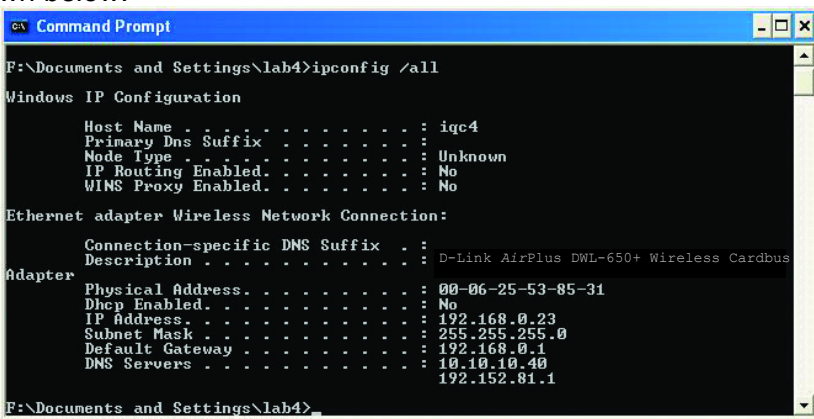 Command Prompt
F:\Documents and Settings\lab4>ipconfig /all
Windows IP Configuration
Host Name . . . . . . . . . . . . : iqc4
Primary Dns Suffix . . . . . . . :
Node Type . . . . . . . . . . . . : Unknown
IP Routing Enabled. . . . . . . . : No
WINS Proxy Enabled. . . . . . . . : No
Ethernet adapter Wireless Network Connection:
Connection-specific DNS Suffix . :
Description . . . . . . . . . . . : D-Link AirPlus DWL-650+ Wireless Cardbus
Adapter
Physical Address. . . . . . . . . : 00-06-25-53-85-31
Dhcp Enabled. . . . . . . . . . . : No
IP Address. . . . . . . . . . . . : 192.168.0.23
Subnet Mask . . . . . . . . . . . : 255.255.255.0
Default Gateway . . . . . . . . . : 192.168.0.1
DNS Servers . . . . . . . . . . . : 10.10.10.40
192.152.81.1
F:\Documents and Settings\lab4>_